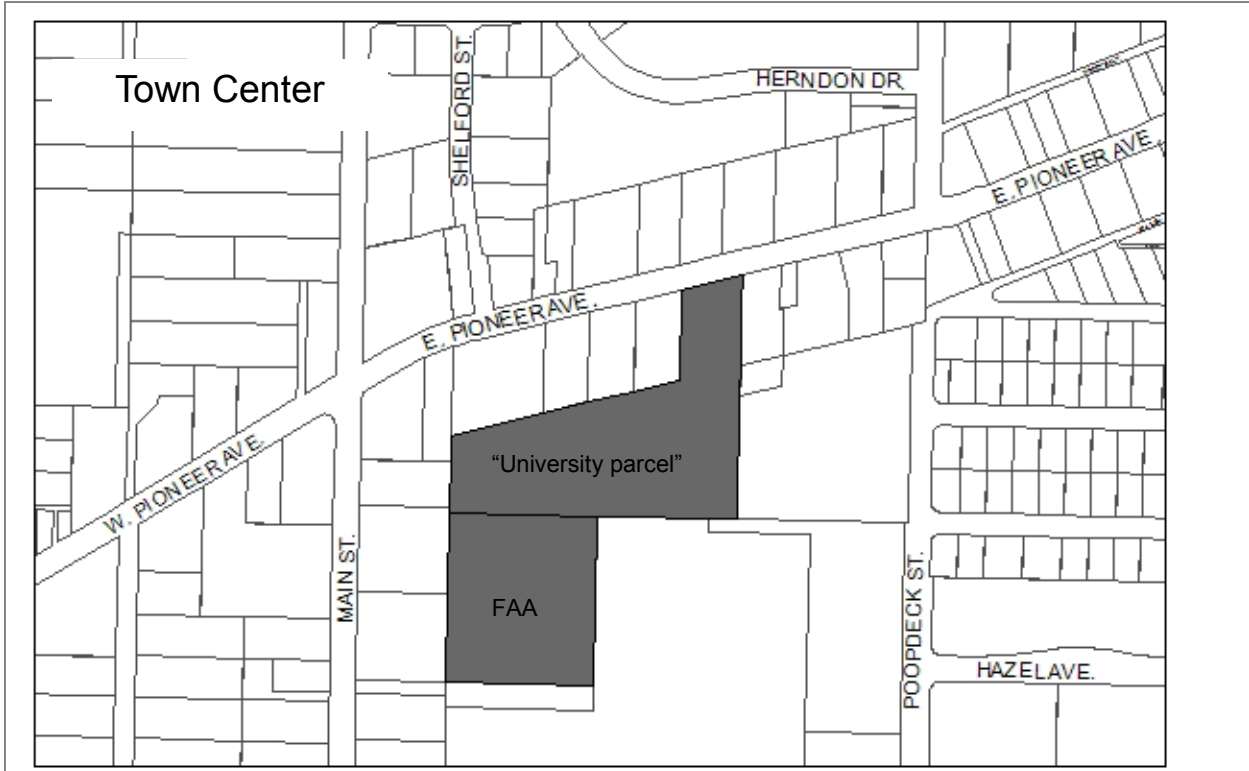 Town Center
SHELFORD ST.
HERNDON DR.
E. PIONEER AVE.
E. PIONEER AVE.
"University parcel"
W. PIONEER AVE.
MAIN ST.
FAA
POOPDECK ST.
HAZEL AVE.